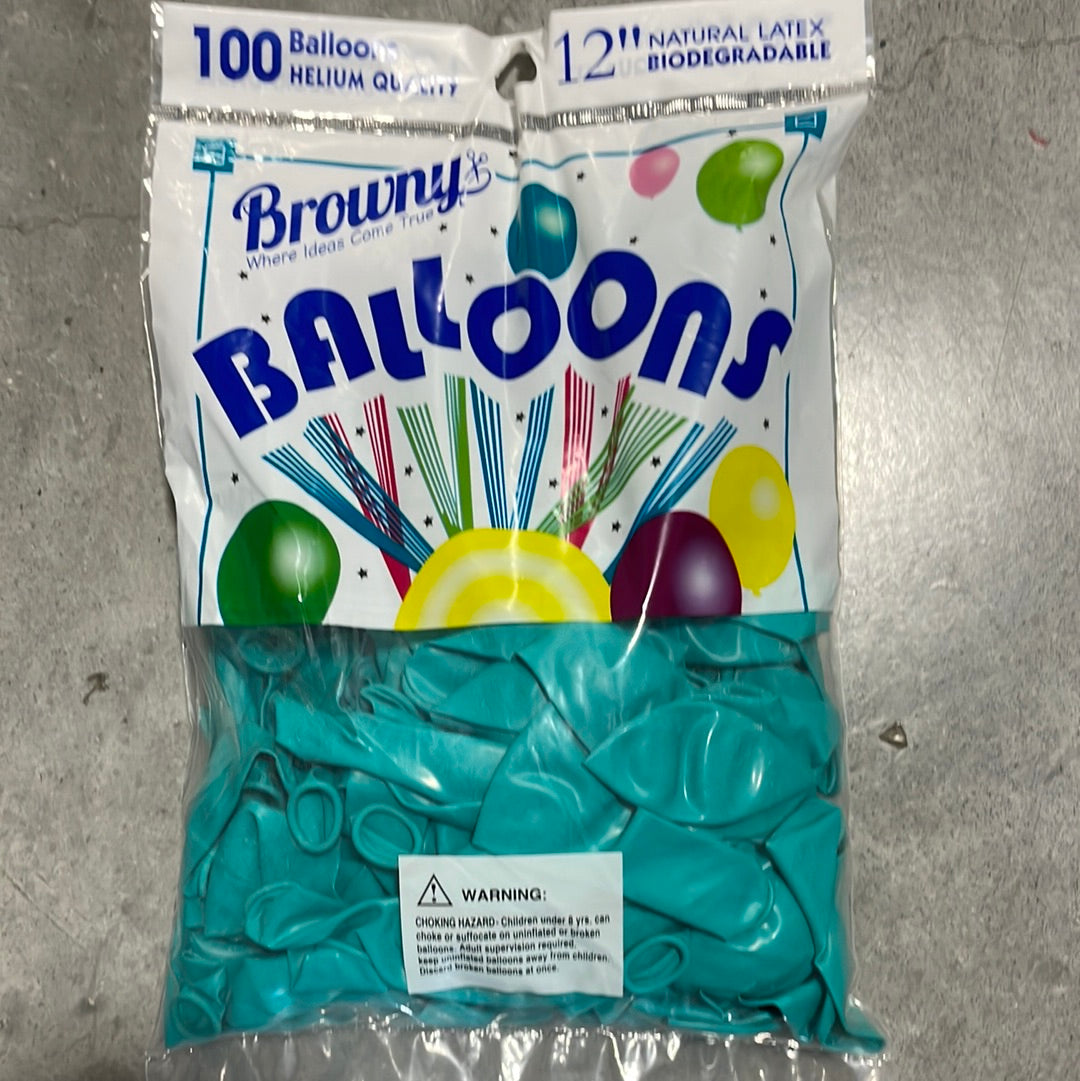 100 Balloons
HELIUM QUALITY
12" NATURAL LATEX
BIODEGRADABLE
Browny
Where Ideas Come True
BALLOONS
WARNING:
CHOKING HAZARD- Children under 8 yrs. can
choke or suffocate on uninflated or broken
balloons. Adult supervision required.
keep uninflated balloons away from children.
Discard broken balloons at once.